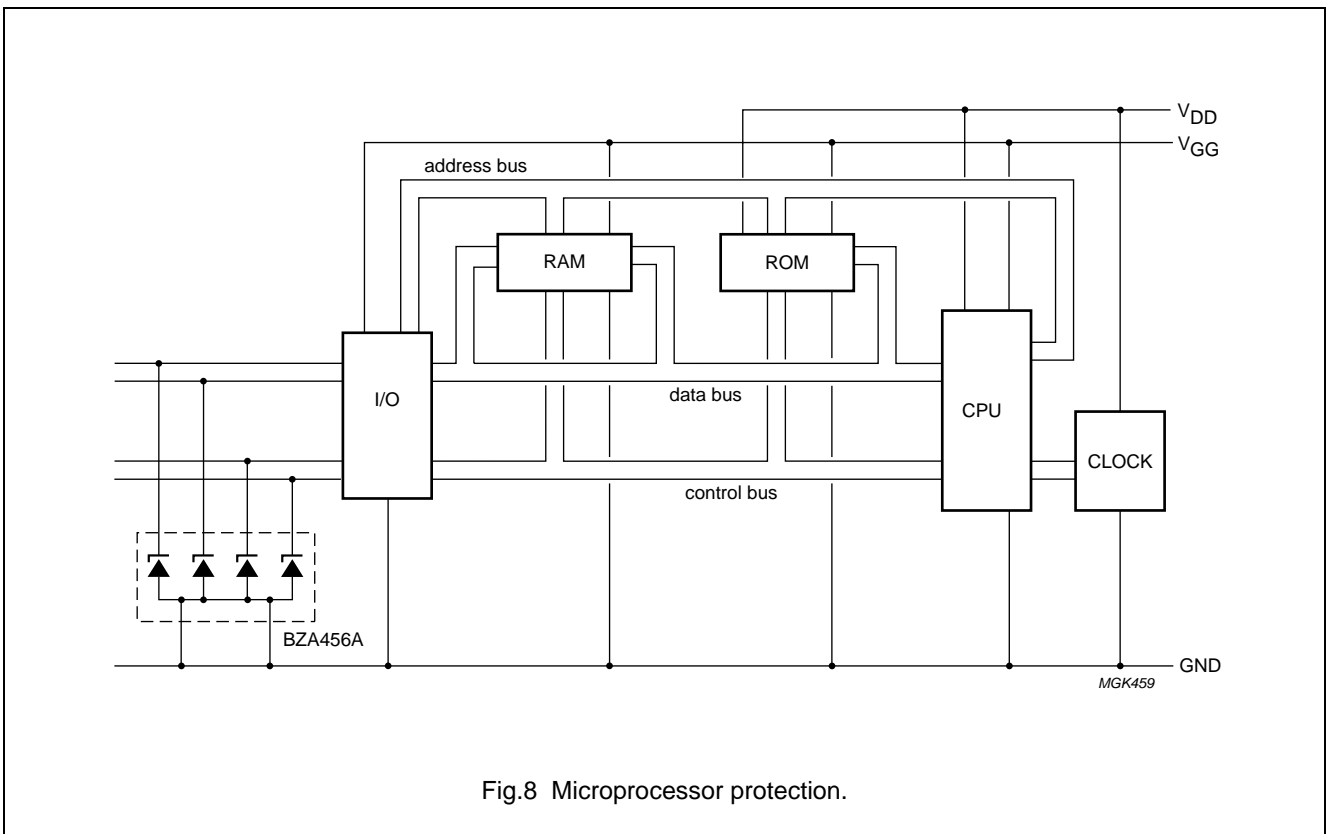 VDD
VGG
address bus
RAM
ROM
I/O
data bus
CPU
CLOCK
control bus
BZA456A
GND
MGK459
Fig.8 Microprocessor protection.